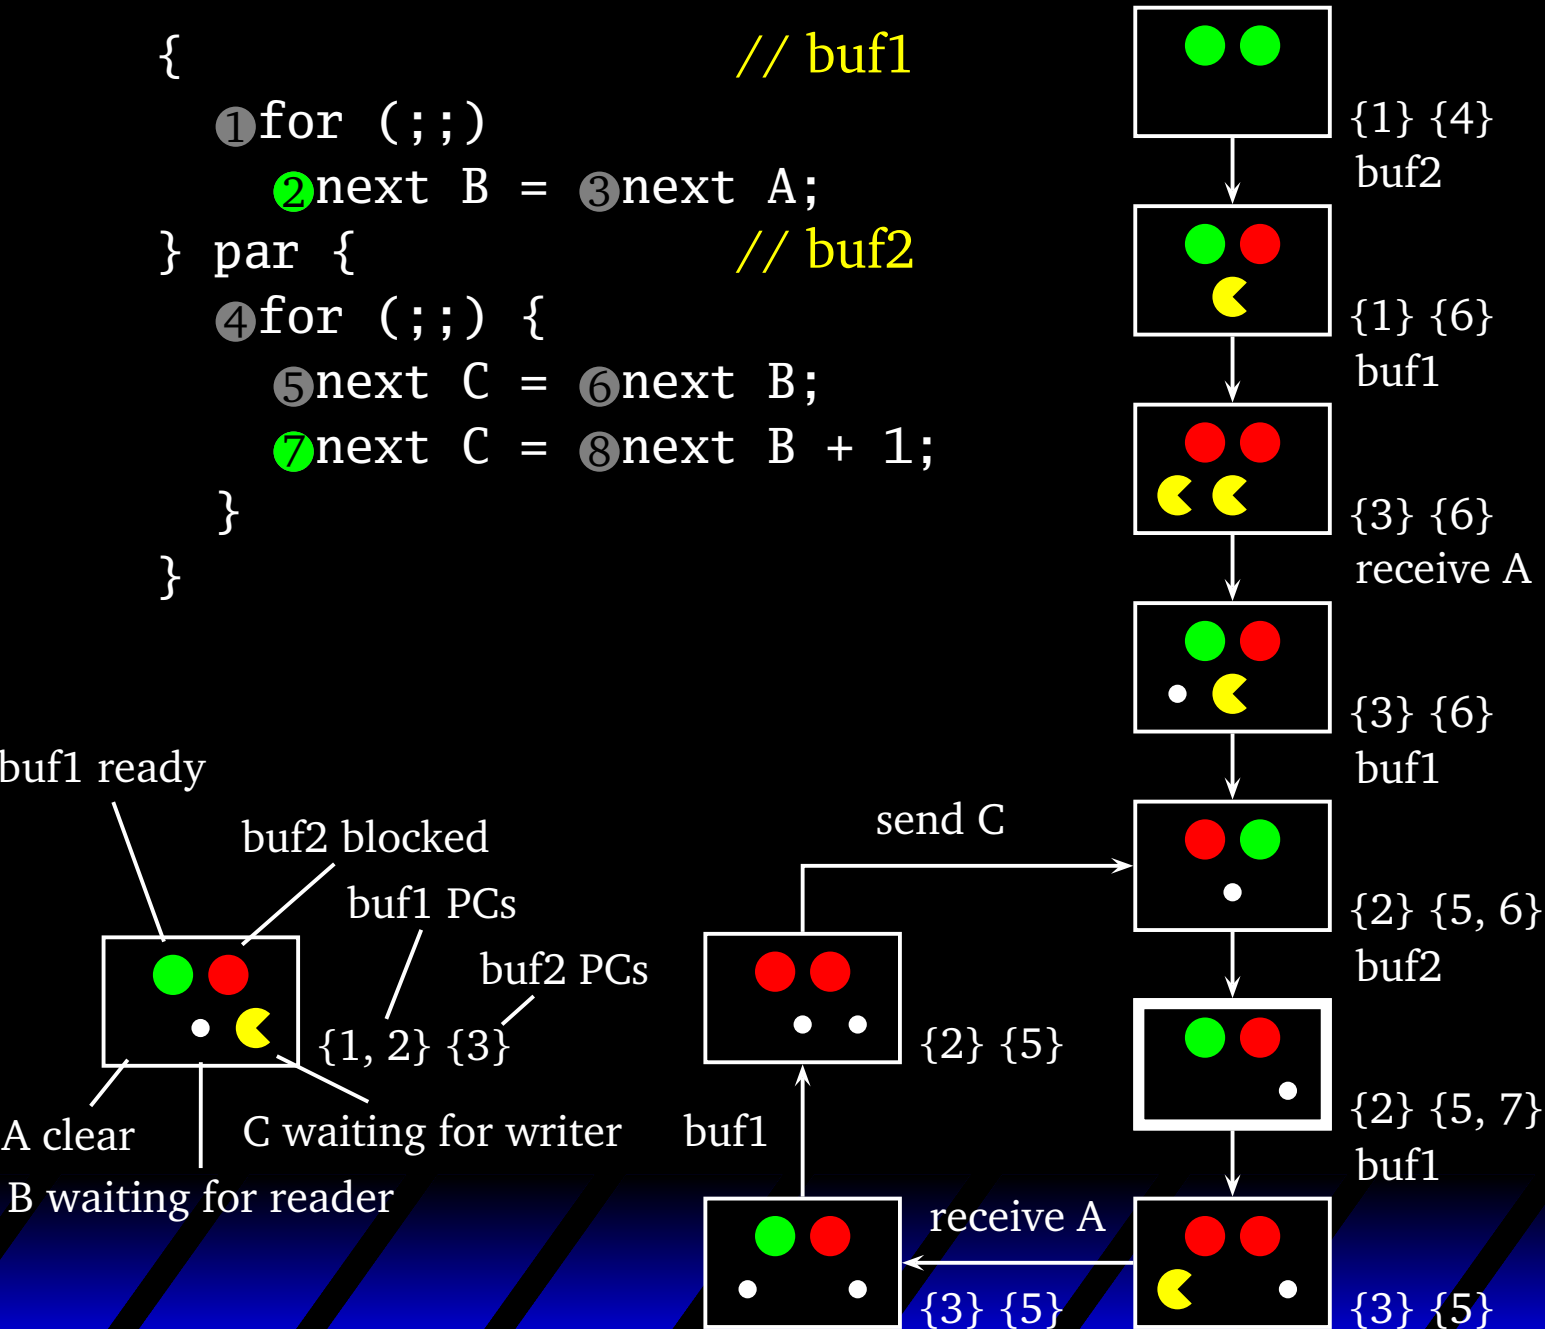 { // buf1
1for (;;)
2next B = 3next A;
} par { // buf2
4for (;;) {
5next C = 6next B;
7next C = 8next B + 1;
}
}
{1} {4}
buf2
{1} {6}
buf1
{3} {6}
receive A
{3} {6}
buf1
{2} {5, 6}
buf2
{2} {5, 7}
buf1
{3} {5}
receive A
{3} {5}
buf1
{2} {5}
send C
buf1 ready
buf2 blocked
buf1 PCs
buf2 PCs
{1, 2} {3}
A clear
C waiting for writer
B waiting for reader